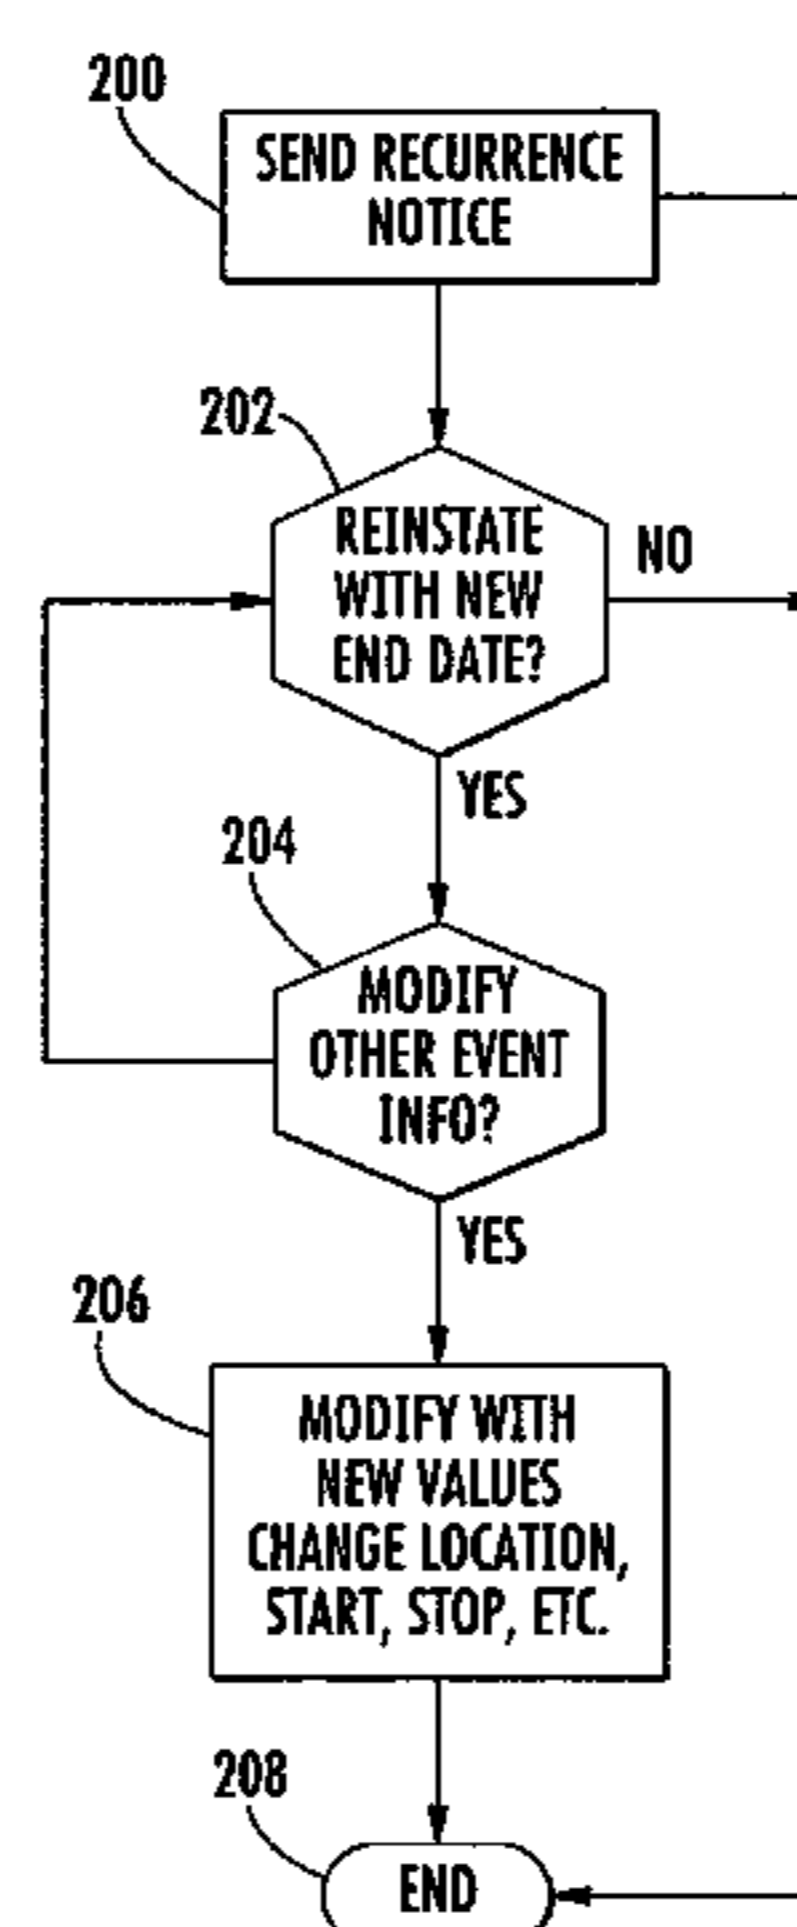 200
SEND RECURRENCE
NOTICE
202
REINSTATE
WITH NEW
END DATE?
NO
YES
204
MODIFY
OTHER EVENT
INFO?
YES
206
MODIFY WITH
NEW VALUES
CHANGE LOCATION,
START, STOP, ETC.
208
END